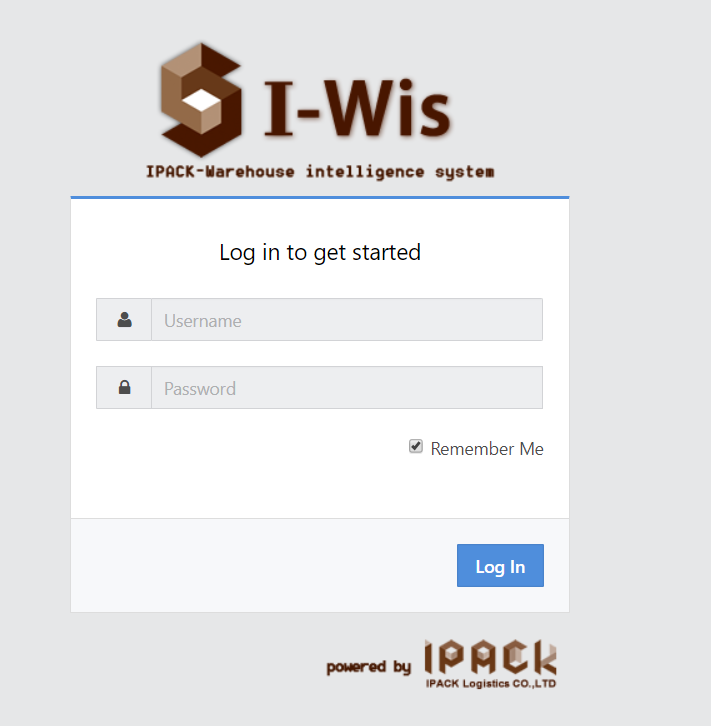 I-Wis
IPACK-Warehouse intelligence system
Log in to get started
Username
Password
Remember Me
Log In
powered by IPACK
IPACK Logistics CO.,LTD